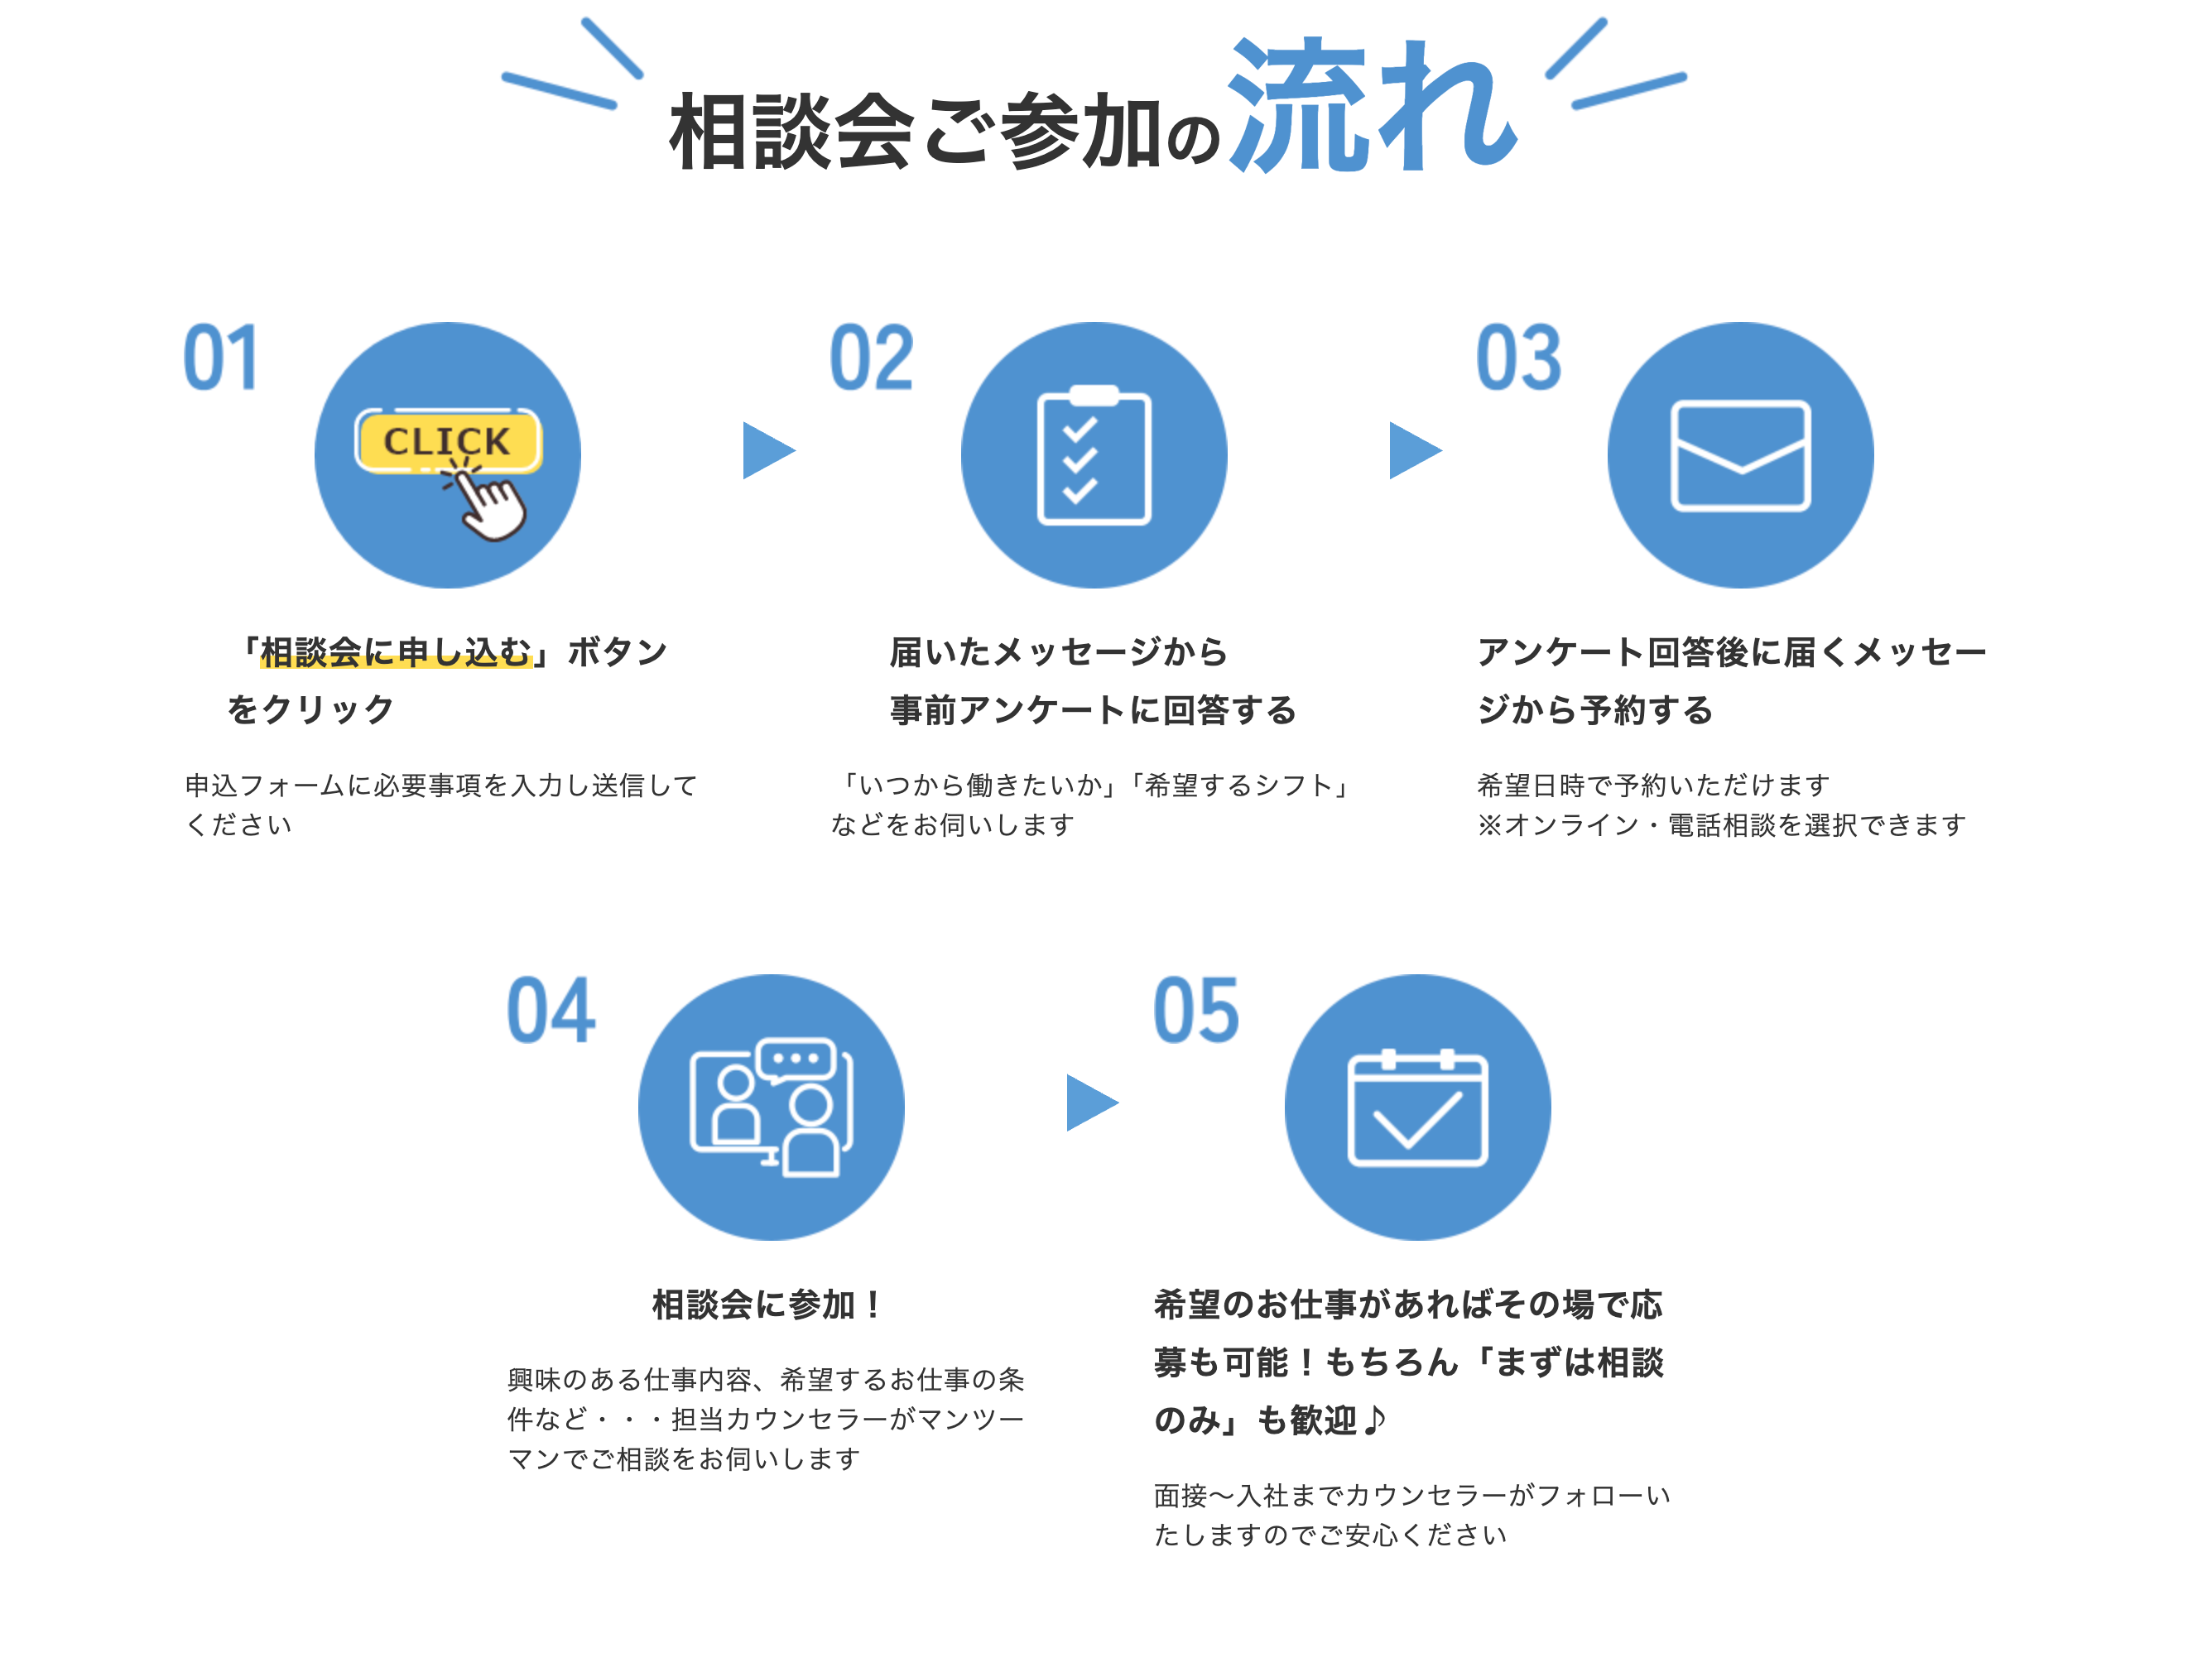 相談会ご参加の流れ
01
CLICK
「相談会に申し込む」ボタン
をクリック
申込フォームに必要事項を入力し送信して
ください
02
届いたメッセージから
事前アンケートに回答する
「いつから働きたいか」「希望するシフト」
などをお伺いします
03
アンケート回答後に届くメッセー
ジから予約する
希望日時で予約いただけます
※オンライン・電話相談を選択できます
04
相談会に参加！
興味のある仕事内容、希望するお仕事の条
件など・・・担当カウンセラーがマンツー
マンでご相談をお伺いします
05
希望のお仕事があればその場で応
募も可能！もちろん「まずは相談
のみ」も歓迎♪
面接～入社までカウンセラーがフォローい
たしますのでご安心ください